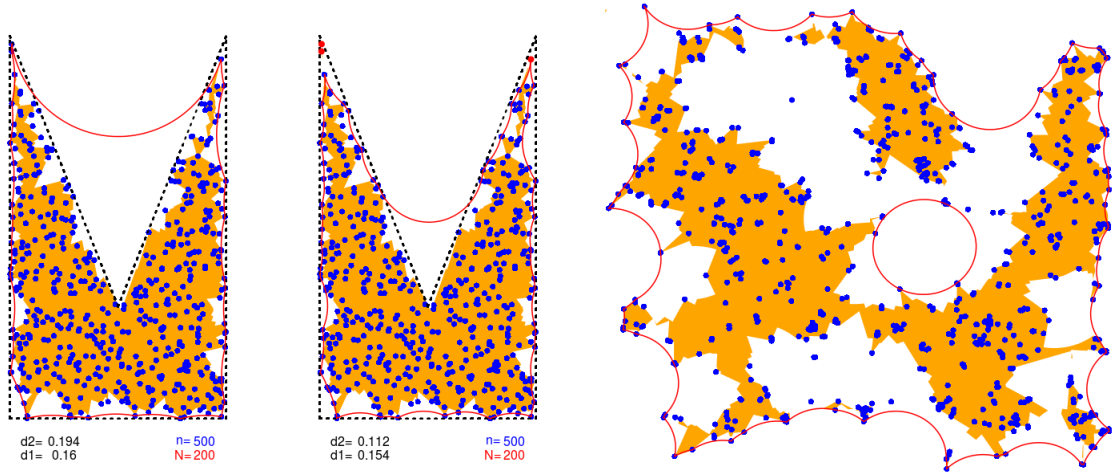 d2= 0.194 n= 500
d1= 0.16 N= 200
d2= 0.112 n= 500
d1= 0.154 N= 200